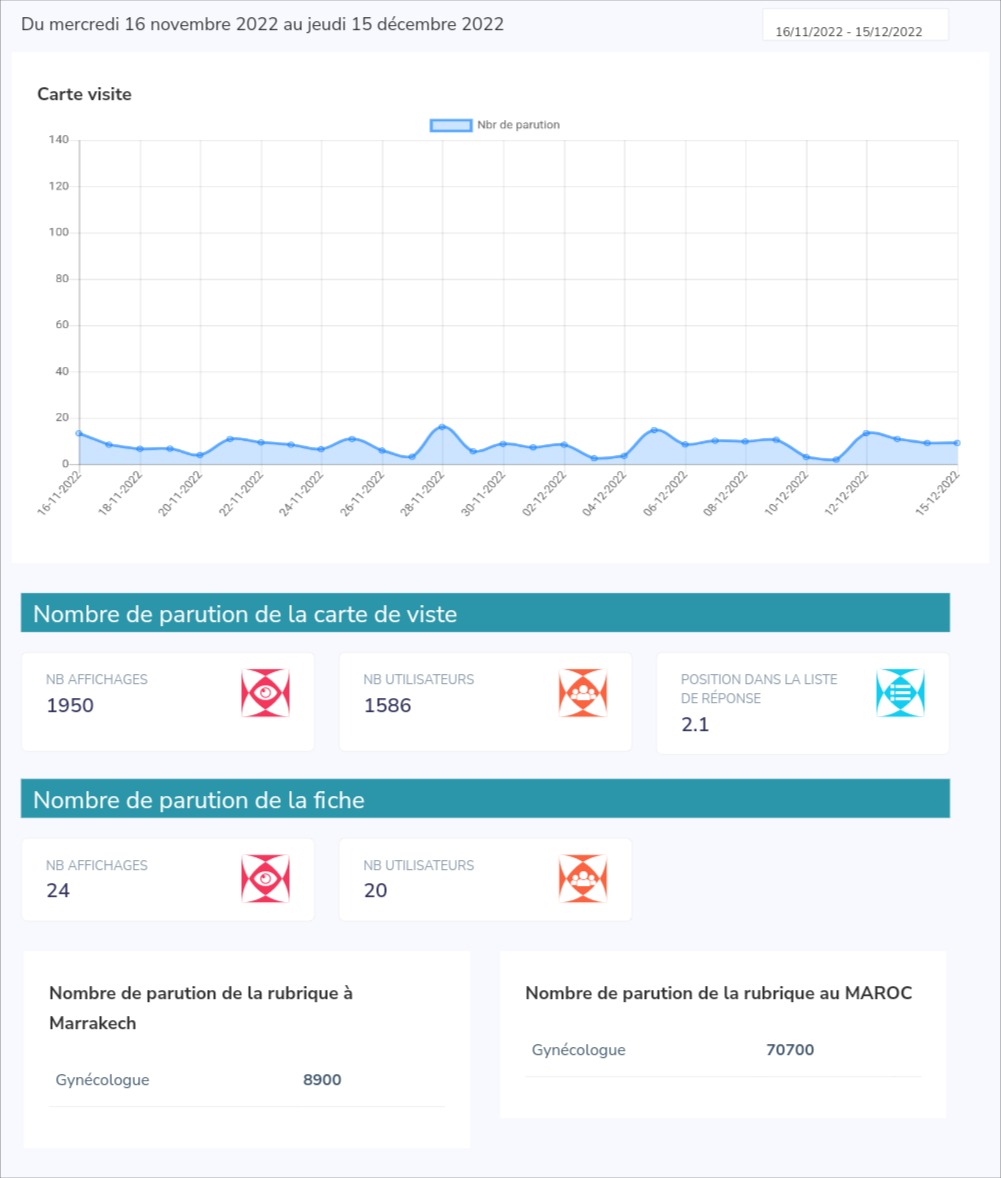 Du mercredi 16 novembre 2022 au jeudi 15 décembre 2022
16/11/2022 - 15/12/2022
Carte visite
Nbr de parution
140
120
100
80
60
40
20
0
16-11-2022
18-11-2022
20-11-2022
22-11-2022
24-11-2022
26-11-2022
28-11-2022
30-11-2022
02-12-2022
04-12-2022
06-12-2022
08-12-2022
10-12-2022
12-12-2022
15-12-2022
Nombre de parution de la carte de viste
NB AFFICHAGES
1950
NB UTILISATEURS
1586
POSITION DANS LA LISTE
DE RÉPONSE
2.1
Nombre de parution de la fiche
NB AFFICHAGES
24
NB UTILISATEURS
20
Nombre de parution de la rubrique à
Marrakech
Gynécologue 8900
Nombre de parution de la rubrique au MAROC
Gynécologue 70700